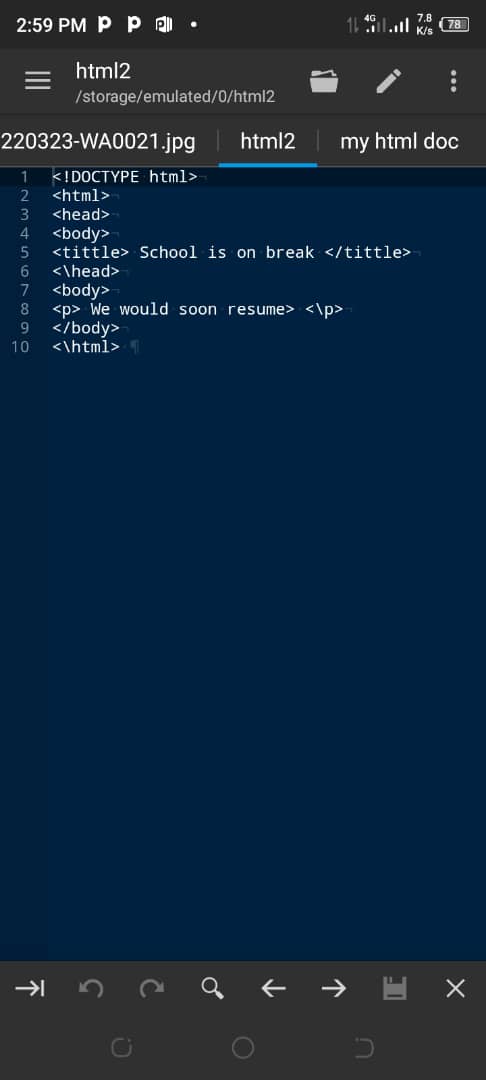 2:59 PM
4G
7.8 K/s
78
html2
/storage/emulated/0/html2
220323-WA0021.jpg
html2
my html doc
1 <!DOCTYPE html>
2 <html>
3 <head>
4 <body>
5 <tittle> School is on break </tittle>
6 <\head>
7 <body>
8 <p> We would soon resume> <\p>
9 </body>
10 <\html>